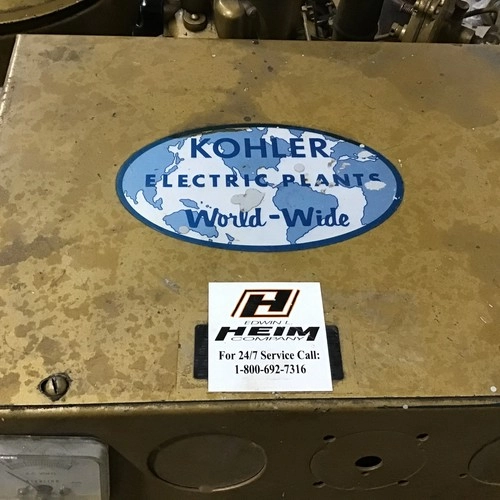 KOHLER
ELECTRIC PLANTS
World-Wide
H
EDWIN L.
HEIM
COMPANY
For 24/7 Service Call:
1-800-692-7316